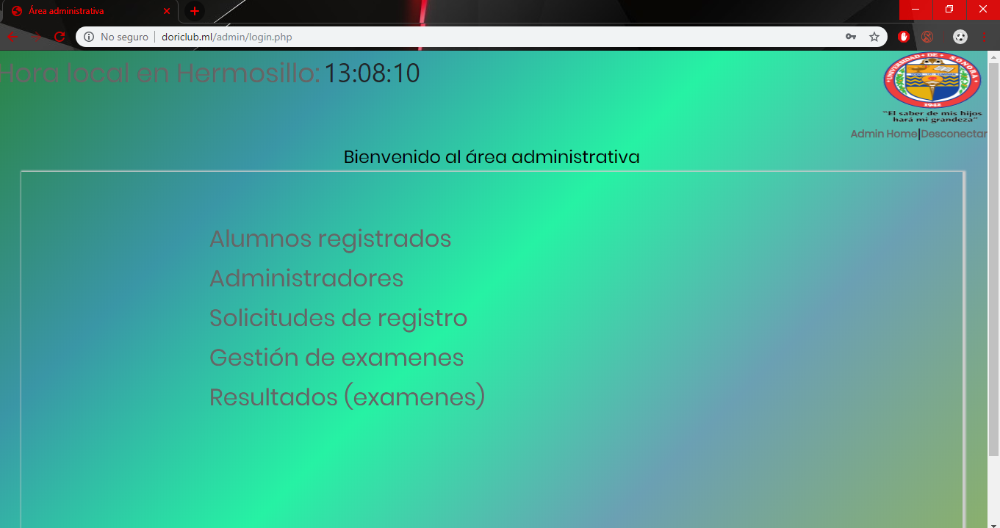 Área administrativa
No seguro | doriclub.ml/admin/login.php
Hora local en Hermosillo: 13:08:10
UNIVERSIDAD DE SONORA
1942
"El saber de mis hijos
hará mi grandeza"
Admin Home|Desconectar
Bienvenido al área administrativa
Alumnos registrados
Administradores
Solicitudes de registro
Gestión de examenes
Resultados (examenes)